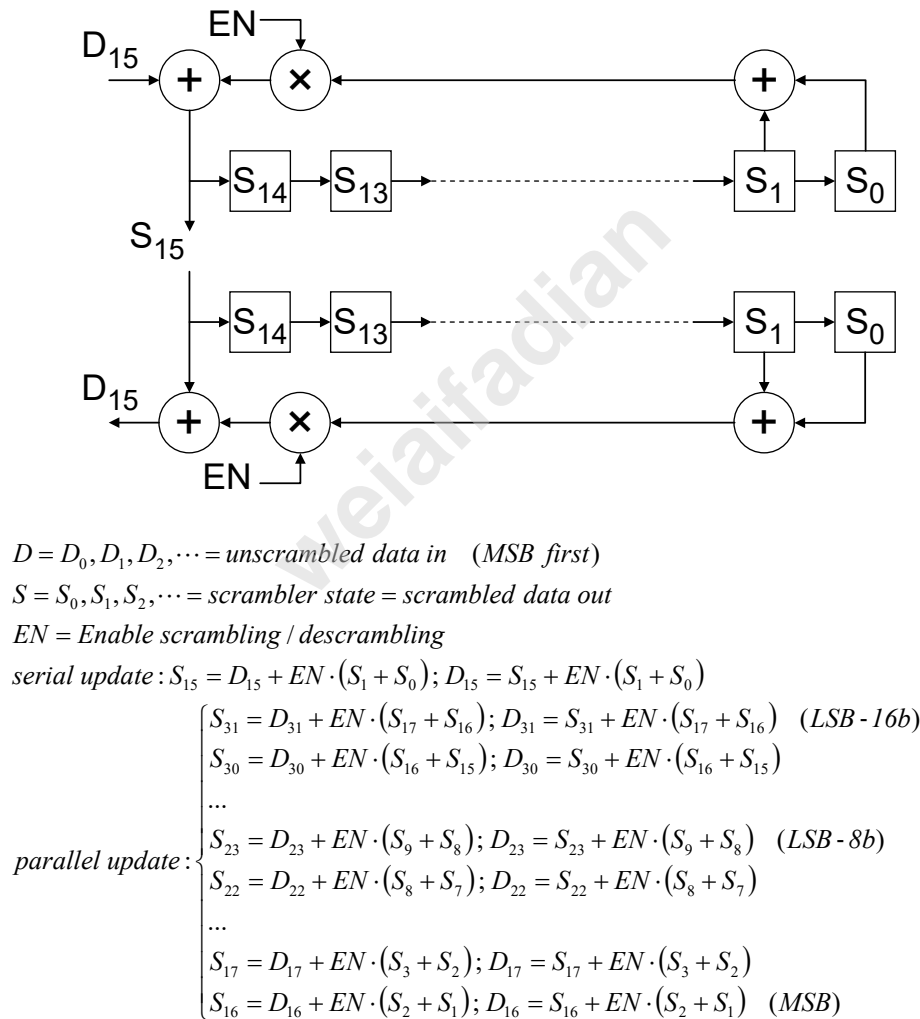 EN
D15
+ × +
S14 S13 S1 S0
S15
S14 S13 S1 S0
D15
+ × +
EN
weiaifadian
D = D0, D1, D2, ⋯ = unscrambled data in (MSB first)
S = S0, S1, S2, ⋯ = scrambler state = scrambled data out
EN = Enable scrambling / descrambling
serial update : S15 = D15 + EN · (S1 + S0); D15 = S15 + EN · (S1 + S0)
parallel update :
S31 = D31 + EN · (S17 + S16); D31 = S31 + EN · (S17 + S16) (LSB - 16b)
S30 = D30 + EN · (S16 + S15); D30 = S30 + EN · (S16 + S15)
...
S23 = D23 + EN · (S9 + S8); D23 = S23 + EN · (S9 + S8) (LSB - 8b)
S22 = D22 + EN · (S8 + S7); D22 = S22 + EN · (S8 + S7)
...
S17 = D17 + EN · (S3 + S2); D17 = S17 + EN · (S3 + S2)
S16 = D16 + EN · (S2 + S1); D16 = S16 + EN · (S2 + S1) (MSB)